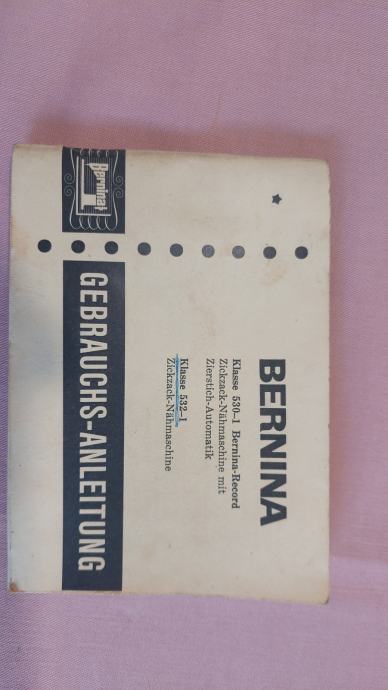 BERNINA
Klasse 530-1 Bernina-Record
Zickzack-Nähmaschine mit
Zierstich-Automatik
Klasse 532-1
Zickzack-Nähmaschine
Bernina
GEBRAUCHS-ANLEITUNG